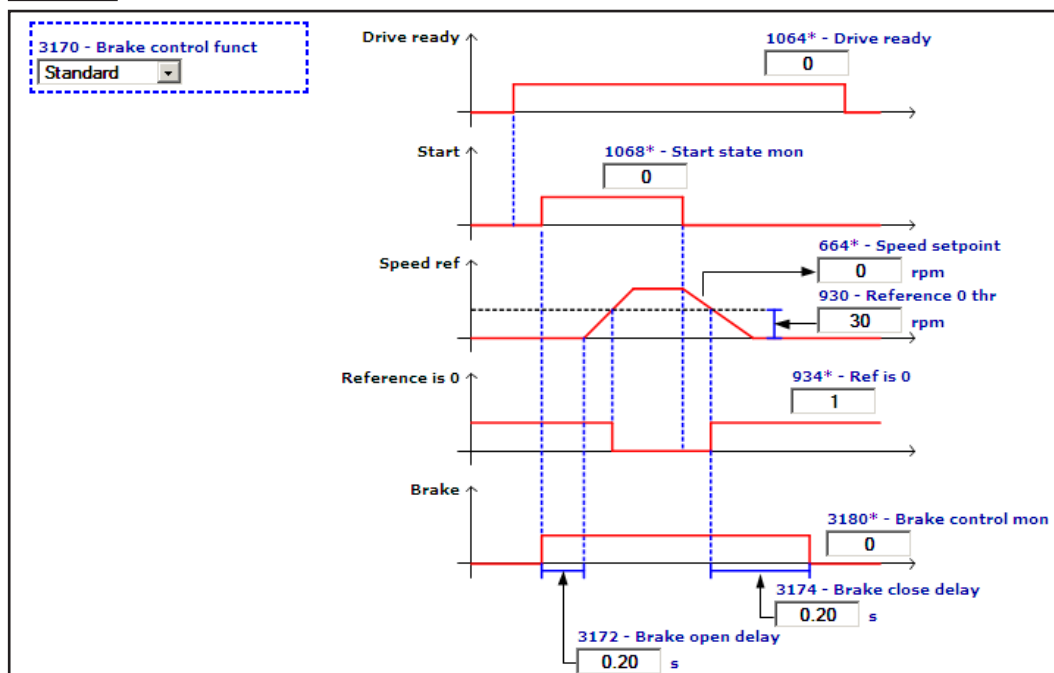 3170 - Brake control funct
Standard
Drive ready
1064* - Drive ready
0
Start
1068* - Start state mon
0
Speed ref
664* - Speed setpoint
0 rpm
930 - Reference 0 thr
30 rpm
Reference is 0
934* - Ref is 0
1
Brake
3180* - Brake control mon
0
3174 - Brake close delay
0.20 s
3172 - Brake open delay
0.20 s